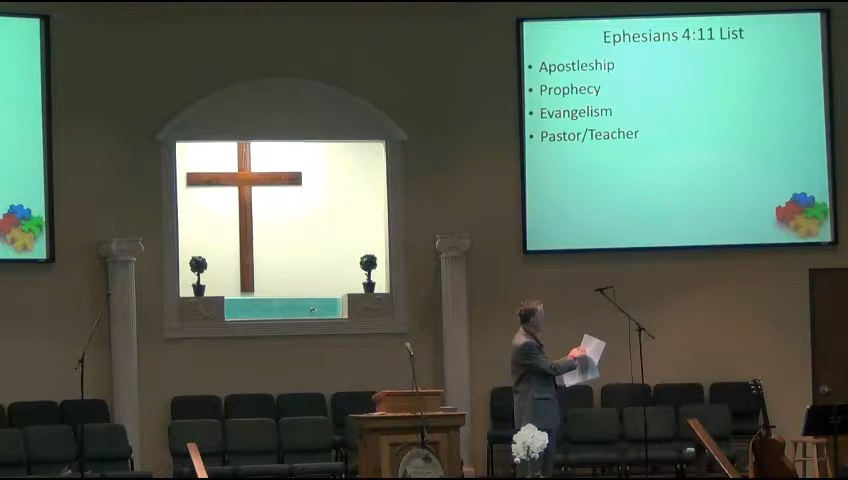 Ephesians 4:11 List
• Apostleship
• Prophecy
• Evangelism
• Pastor/Teacher